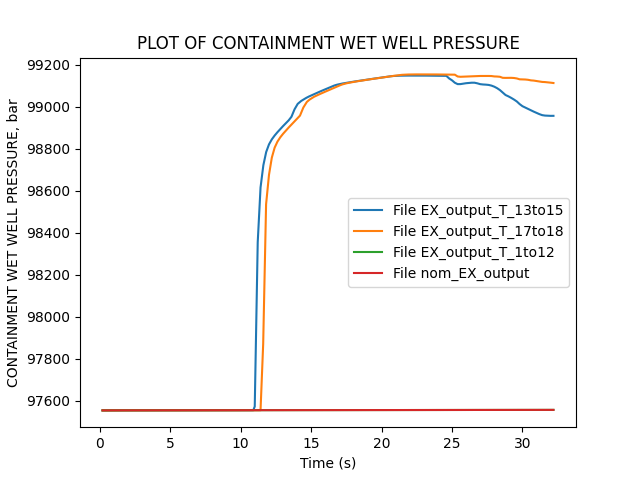 PLOT OF CONTAINMENT WET WELL PRESSURE
CONTAINMENT WET WELL PRESSURE, bar
99200
99000
98800
98600
98400
98200
98000
97800
97600
File EX_output_T_13to15
File EX_output_T_17to18
File EX_output_T_1to12
File nom_EX_output
0 5 10 15 20 25 30
Time (s)